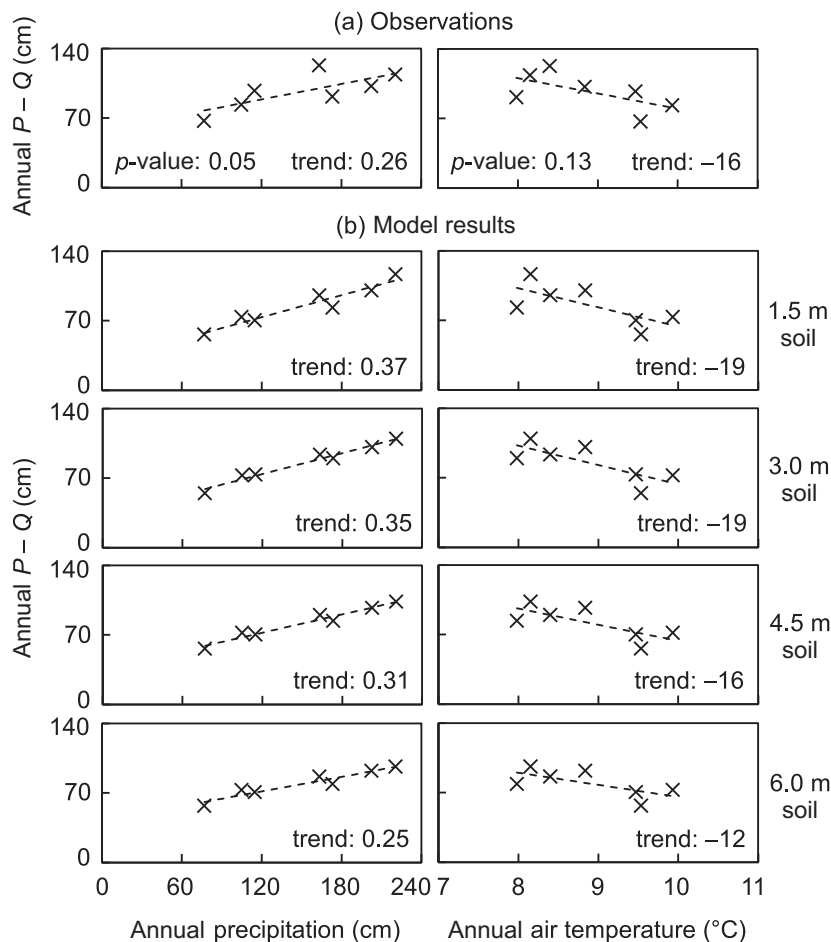 (a) Observations
140
70
0
Annual P – Q (cm)
p-value: 0.05 trend: 0.26
p-value: 0.13 trend: –16
(b) Model results
140
70
0
trend: 0.37
trend: –19
1.5 m
soil
140
70
0
trend: 0.35
trend: –19
3.0 m
soil
Annual P – Q (cm)
140
70
0
trend: 0.31
trend: –16
4.5 m
soil
140
70
0
trend: 0.25
trend: –12
6.0 m
soil
0 60 120 180 240
7 8 9 10 11
Annual precipitation (cm)
Annual air temperature (°C)